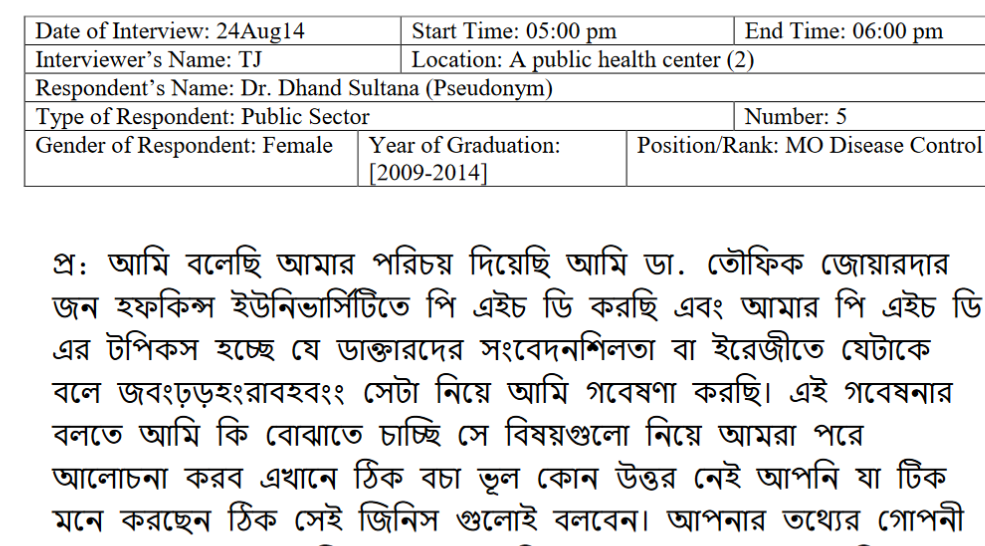 Date of Interview: 24Aug14 Start Time: 05:00 pm End Time: 06:00 pm
Interviewer's Name: TJ Location: A public health center (2)
Respondent's Name: Dr. Dhand Sultana (Pseudonym)
Type of Respondent: Public Sector Number: 5
Gender of Respondent: Female Year of Graduation: [2009-2014] Position/Rank: MO Disease Control
প্র: আমি বলেছি আমার পরিচয় দিয়েছি আমি ডা. তৌফিক জোয়ারদার
জন হফকিন্স ইউনিভার্সিটিতে পি এইচ ডি করছি এবং আমার পি এইচ ডি
এর টপিকস হচ্ছে যে ডাক্তারদের সংবেদনশিলতা বা ইরেজীতে যেটাকে
বলে জবংঢ়ড়হংরাবহবংং সেটা নিয়ে আমি গবেষণা করছি। এই গবেষনার
বলতে আমি কি বোঝাতে চাচ্ছি সে বিষয়গুলো নিয়ে আমরা পরে
আলোচনা করব এখানে ঠিক বচা ভূল কোন উত্তর নেই আপনি যা টিক
মনে করছেন ঠিক সেই জিনিস গুলোই বলবেন। আপনার তথ্যের গোপনী